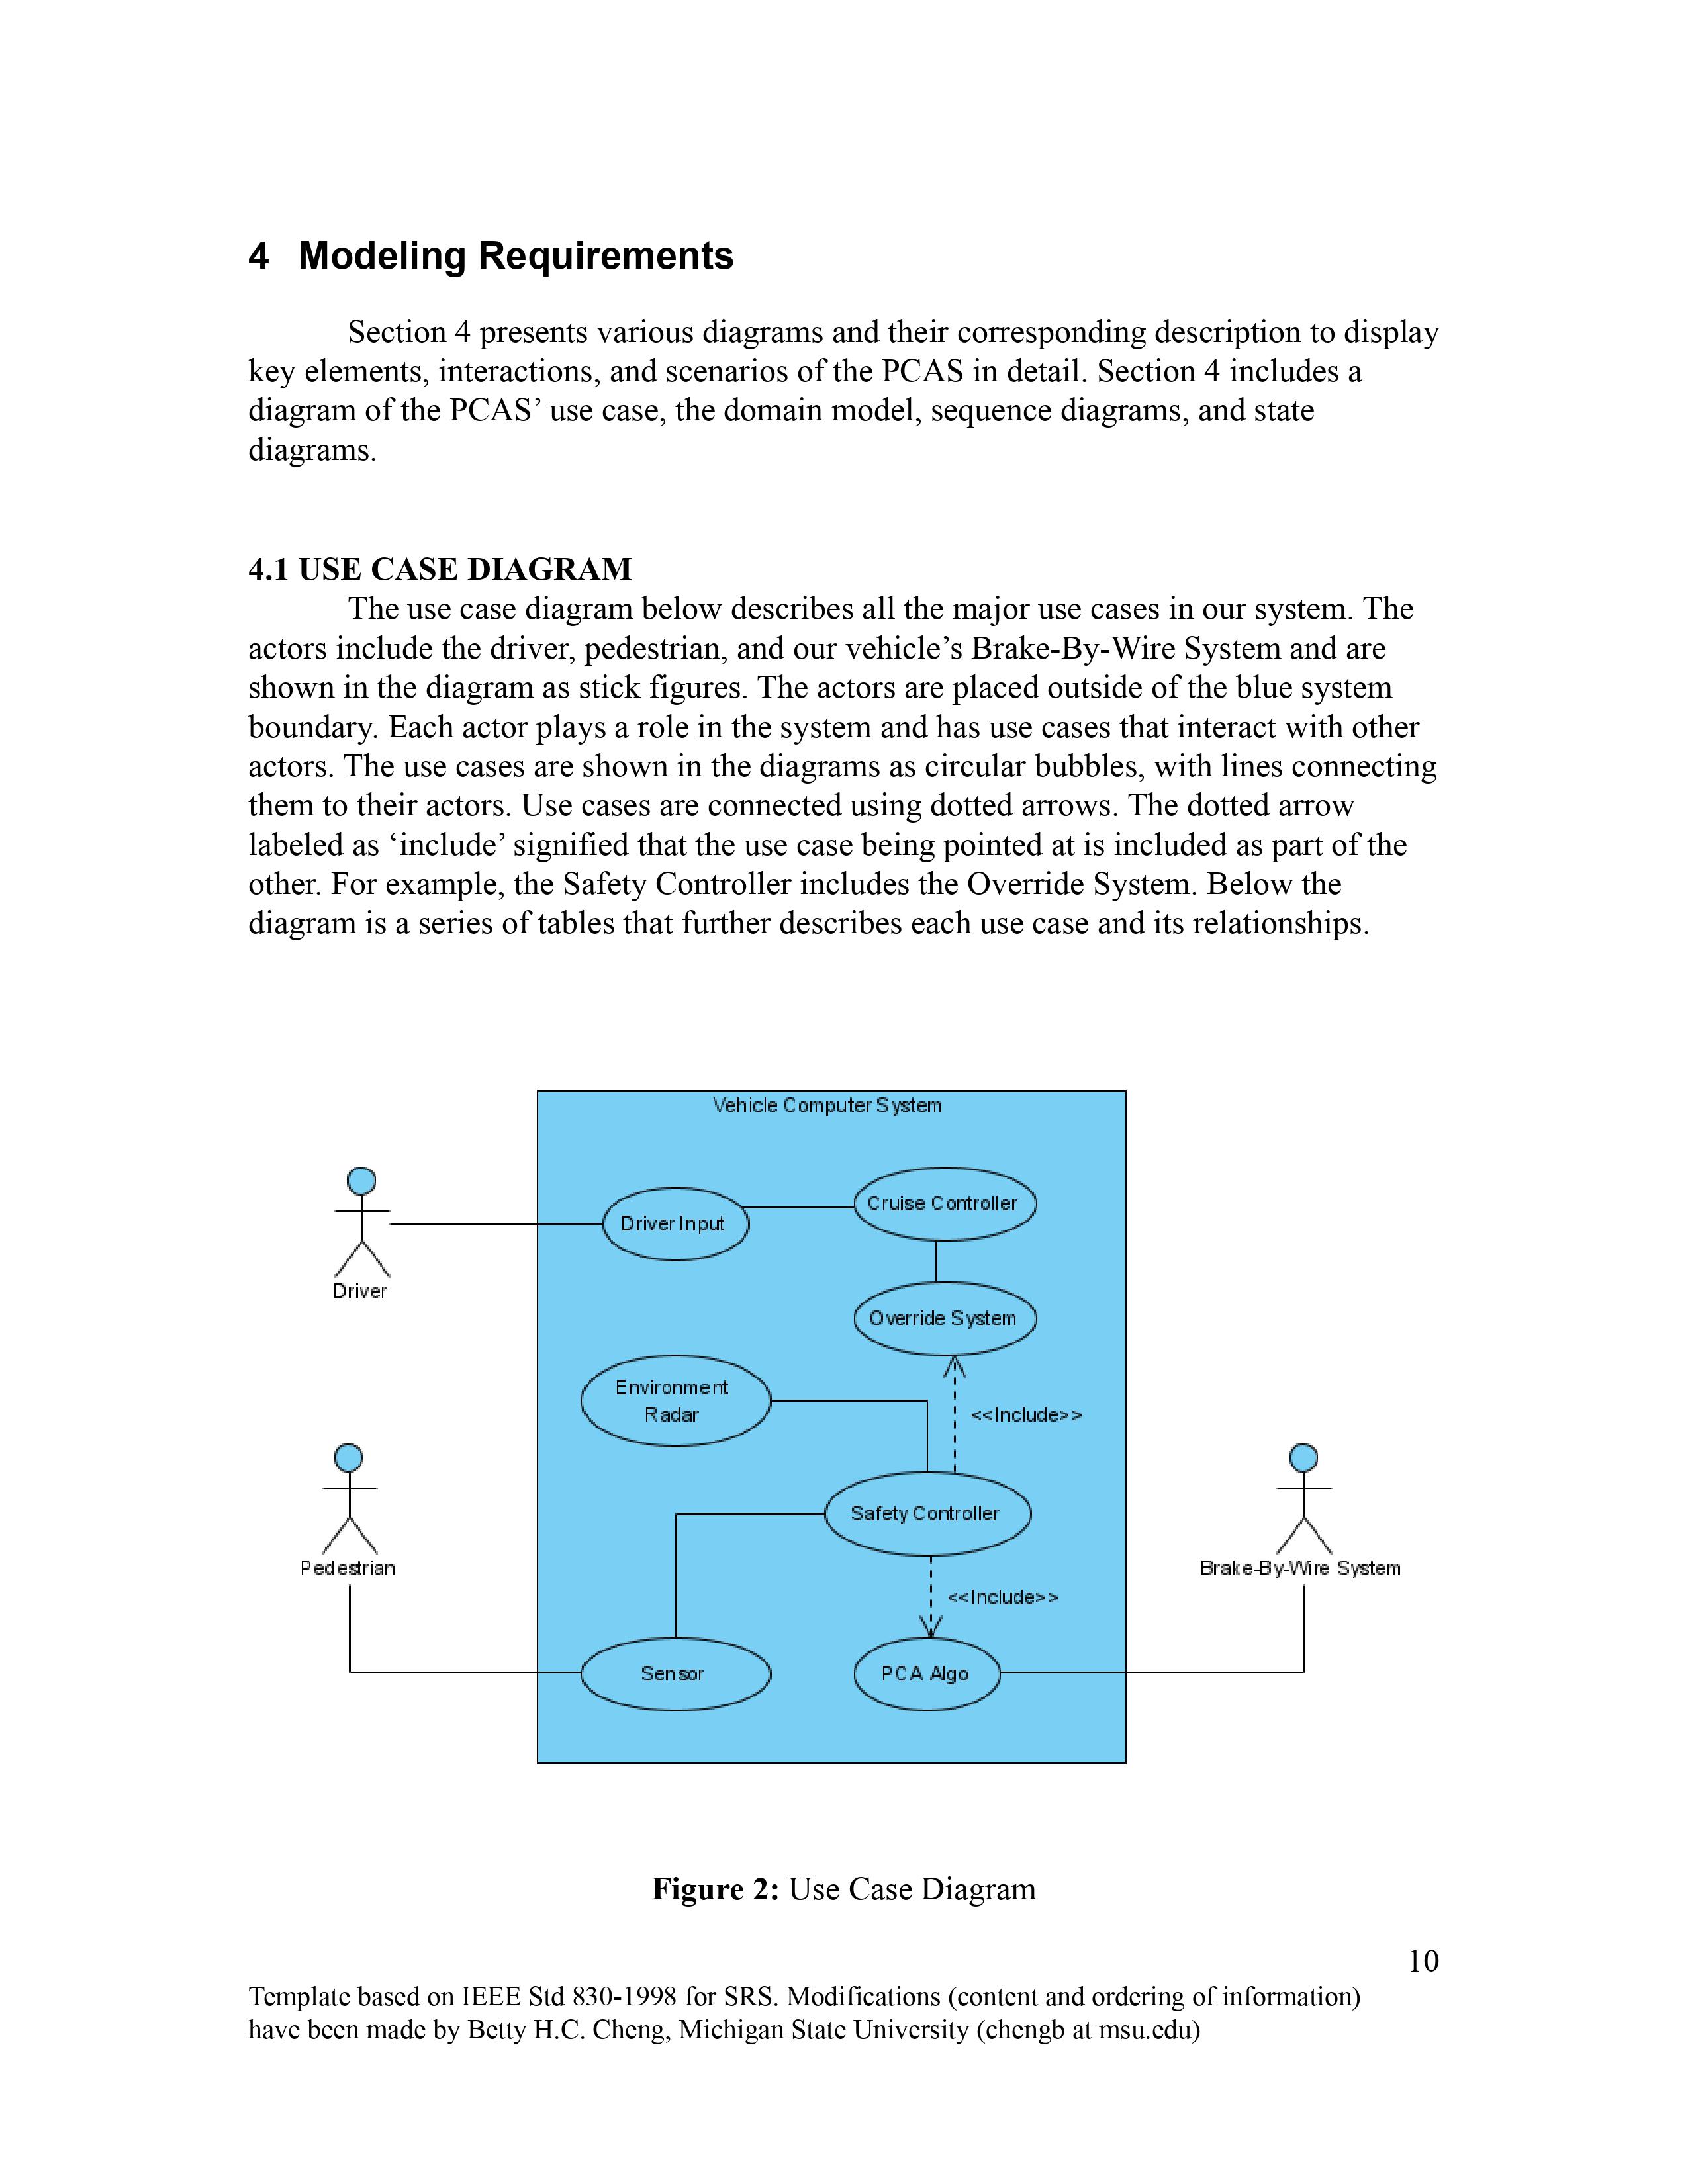 4 Modeling Requirements
Section 4 presents various diagrams and their corresponding description to display
key elements, interactions, and scenarios of the PCAS in detail. Section 4 includes a
diagram of the PCAS’ use case, the domain model, sequence diagrams, and state
diagrams.
4.1 USE CASE DIAGRAM
The use case diagram below describes all the major use cases in our system. The
actors include the driver, pedestrian, and our vehicle’s Brake-By-Wire System and are
shown in the diagram as stick figures. The actors are placed outside of the blue system
boundary. Each actor plays a role in the system and has use cases that interact with other
actors. The use cases are shown in the diagrams as circular bubbles, with lines connecting
them to their actors. Use cases are connected using dotted arrows. The dotted arrow
labeled as ‘include’ signified that the use case being pointed at is included as part of the
other. For example, the Safety Controller includes the Override System. Below the
diagram is a series of tables that further describes each use case and its relationships.
Vehicle Computer System
Cruise Controller
Driver Input
Driver
Override System
Environment
Radar
<<Include>>
Safety Controller
Pedestrian
Brake-By-Wire System
<<Include>>
Sensor
PCA Algo
Figure 2: Use Case Diagram
10
Template based on IEEE Std 830-1998 for SRS. Modifications (content and ordering of information)
have been made by Betty H.C. Cheng, Michigan State University (chengb at msu.edu)